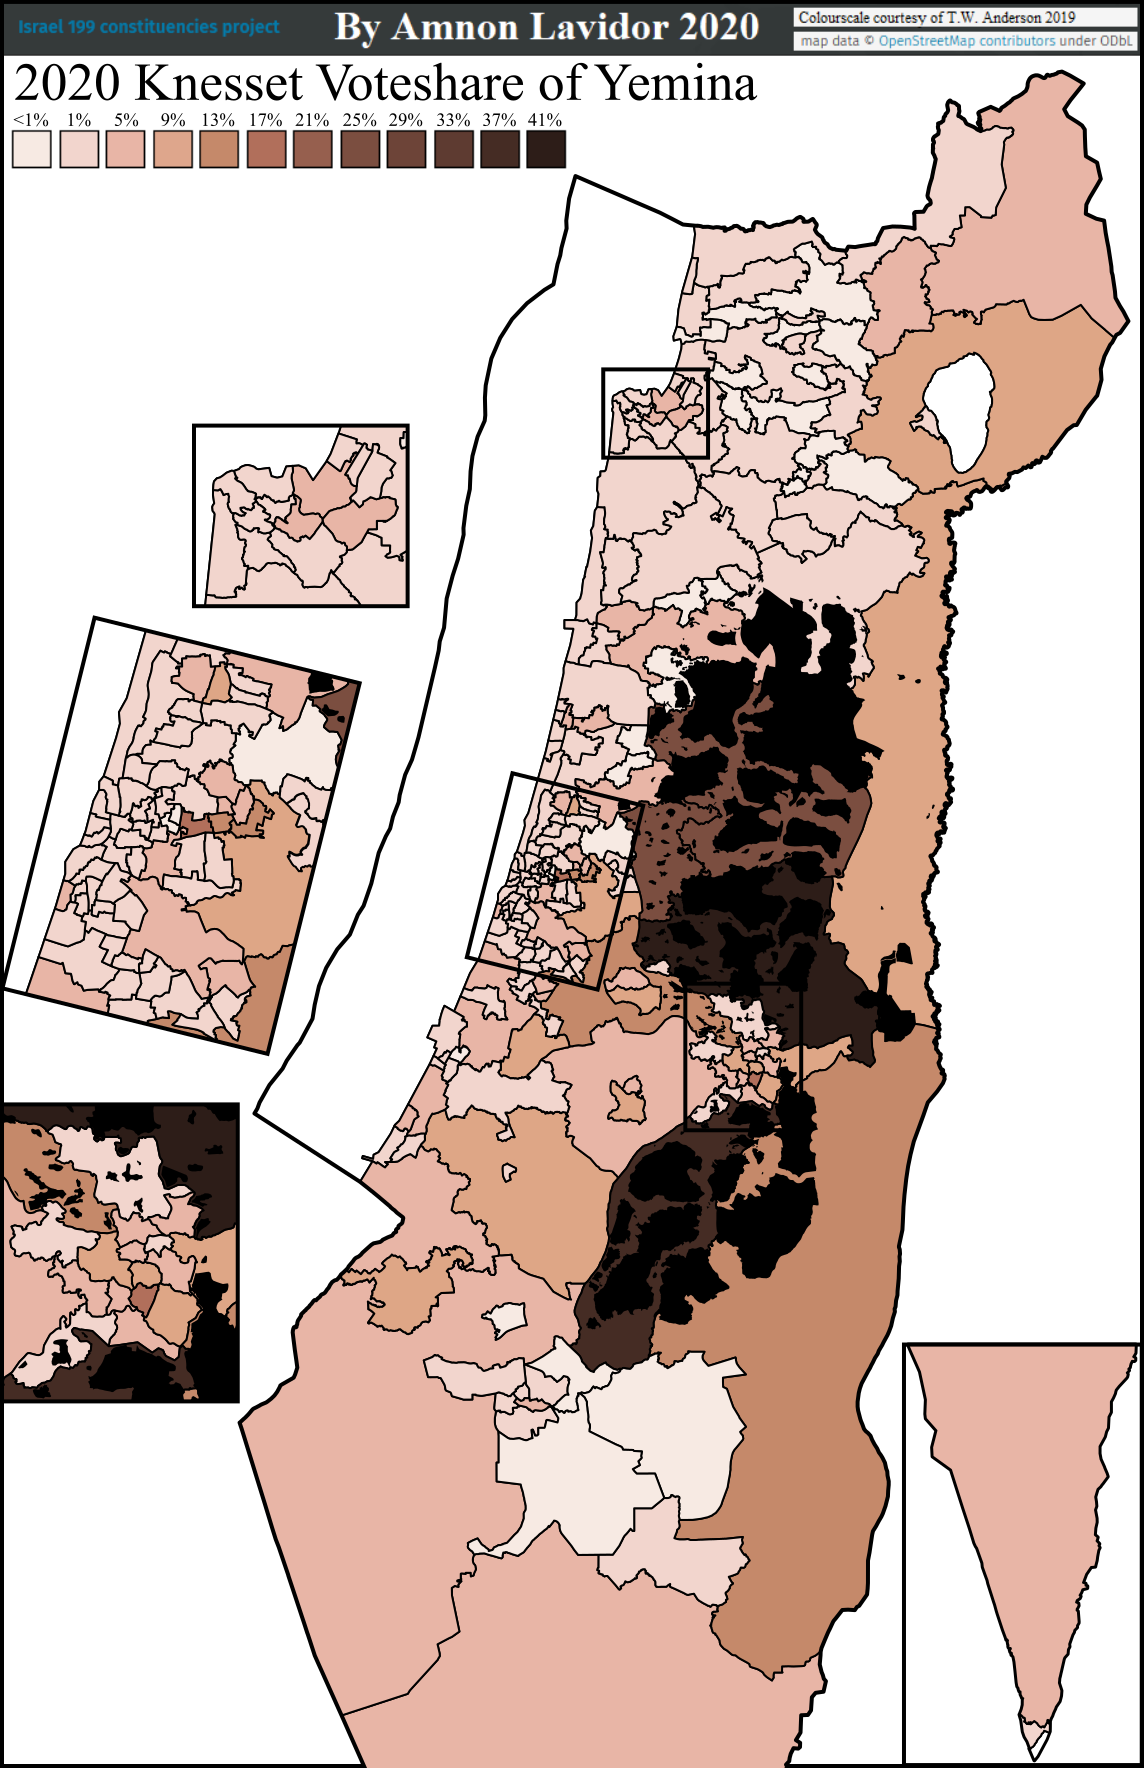 Israel 199 constituencies project
By Amnon Lavidor 2020
Colourscale courtesy of T.W. Anderson 2019
map data © OpenStreetMap contributors under ODbL
2020 Knesset Voteshare of Yemina
<1% 1% 5% 9% 13% 17% 21% 25% 29% 33% 37% 41%